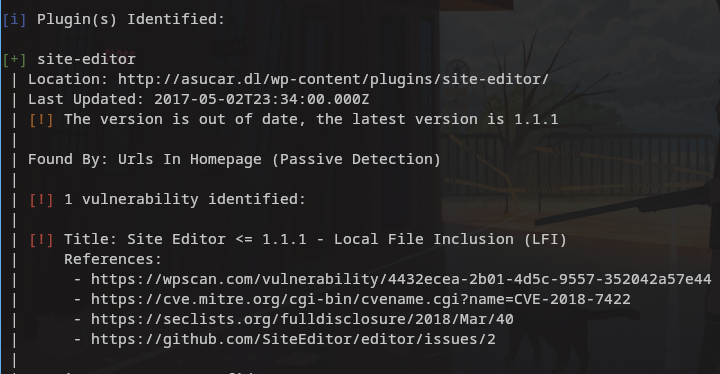 [i] Plugin(s) Identified:
[+] site-editor
| Location: http://asucar.dl/wp-content/plugins/site-editor/
| Last Updated: 2017-05-02T23:34:00.000Z
| [!] The version is out of date, the latest version is 1.1.1
|
| Found By: Urls In Homepage (Passive Detection)
|
| [!] 1 vulnerability identified:
|
| [!] Title: Site Editor <= 1.1.1 - Local File Inclusion (LFI)
| References:
| - https://wpscan.com/vulnerability/4432ecea-2b01-4d5c-9557-352042a57e44
| - https://cve.mitre.org/cgi-bin/cvename.cgi?name=CVE-2018-7422
| - https://seclists.org/fulldisclosure/2018/Mar/40
| - https://github.com/SiteEditor/editor/issues/2
|